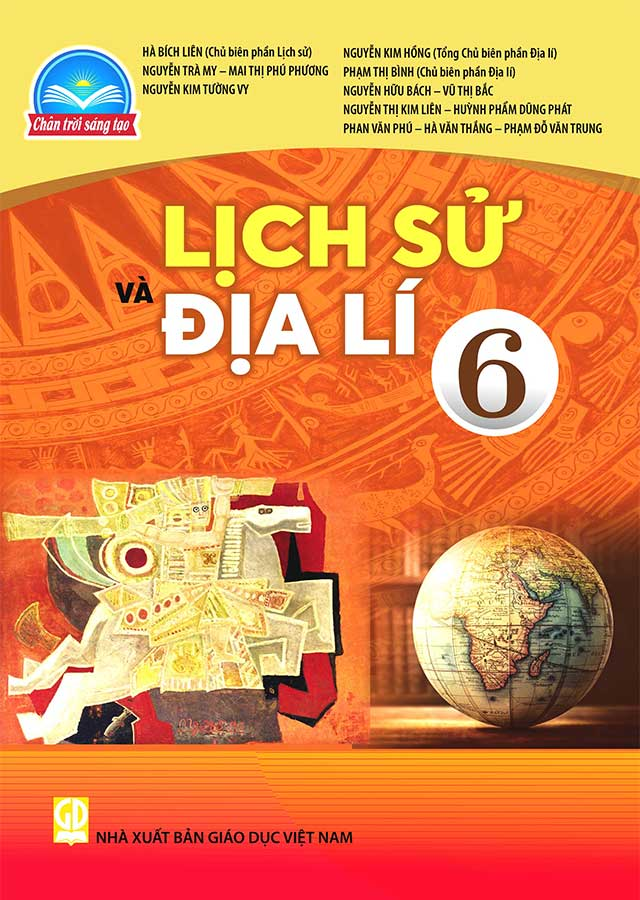 Chân trời sáng tạo
HÀ BÍCH LIÊN (Chủ biên phần Lịch sử)
NGUYỄN TRÀ MY – MAI THỊ PHÚ PHƯƠNG
NGUYỄN KIM TƯỜNG VY
NGUYỄN KIM HỒNG (Tổng Chủ biên phần Địa lí)
PHẠM THỊ BÌNH (Chủ biên phần Địa lí)
NGUYỄN HỮU BÁCH – VŨ THỊ BẮC
NGUYỄN THỊ KIM LIÊN – HUỲNH PHẨM DŨNG PHÁT
PHAN VĂN PHÚ – HÀ VĂN THẮNG – PHẠM ĐỖ VĂN TRUNG
LỊCH SỬ
VÀ ĐỊA LÍ
6
GD
NHÀ XUẤT BẢN GIÁO DỤC VIỆT NAM